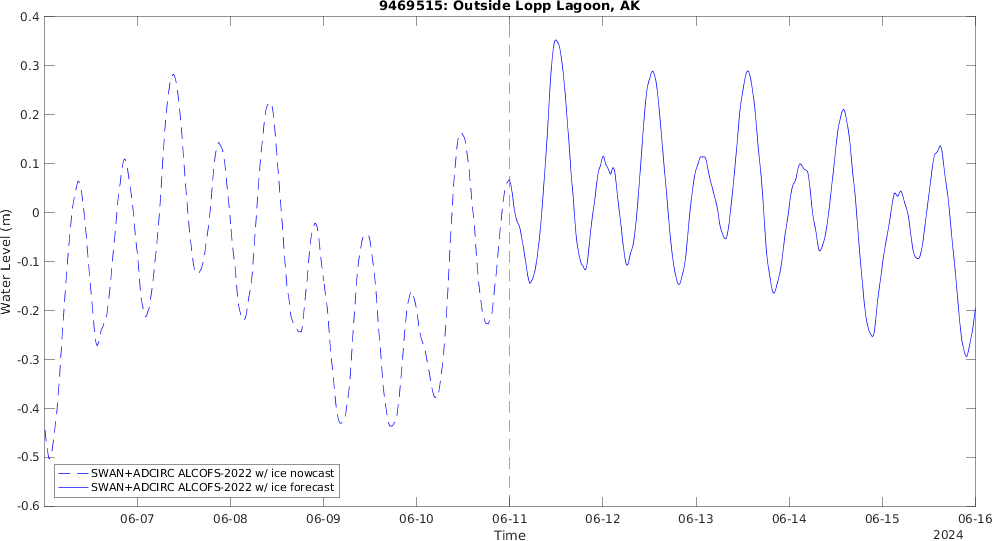 9469515: Outside Lopp Lagoon, AK
0.4
0.3
0.2
0.1
0
-0.1
-0.2
-0.3
-0.4
-0.5
-0.6
Water Level (m)
SWAN+ADCIRC ALCOFS-2022 w/ ice nowcast
SWAN+ADCIRC ALCOFS-2022 w/ ice forecast
06-07 06-08 06-09 06-10 06-11 06-12 06-13 06-14 06-15 06-16
Time
2024